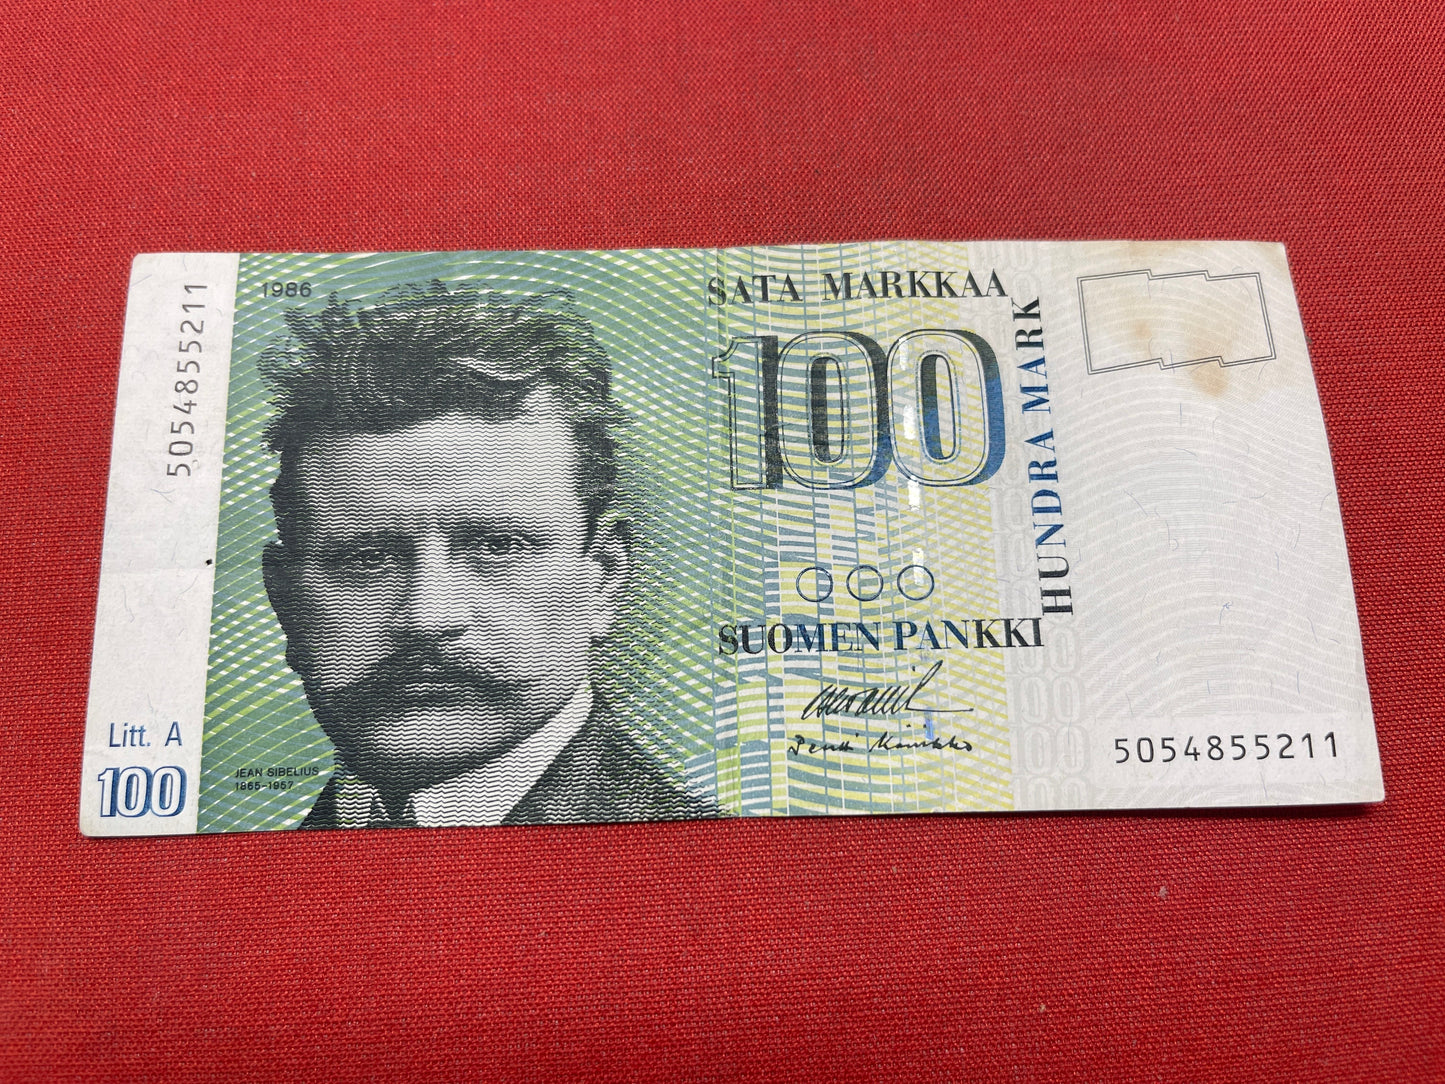 5054855211
1986
SATA MARKKAA
100
HUNDRA MARK
SUOMEN PANKKI
Litt. A
100
JEAN SIBELIUS
1865-1957
5054855211